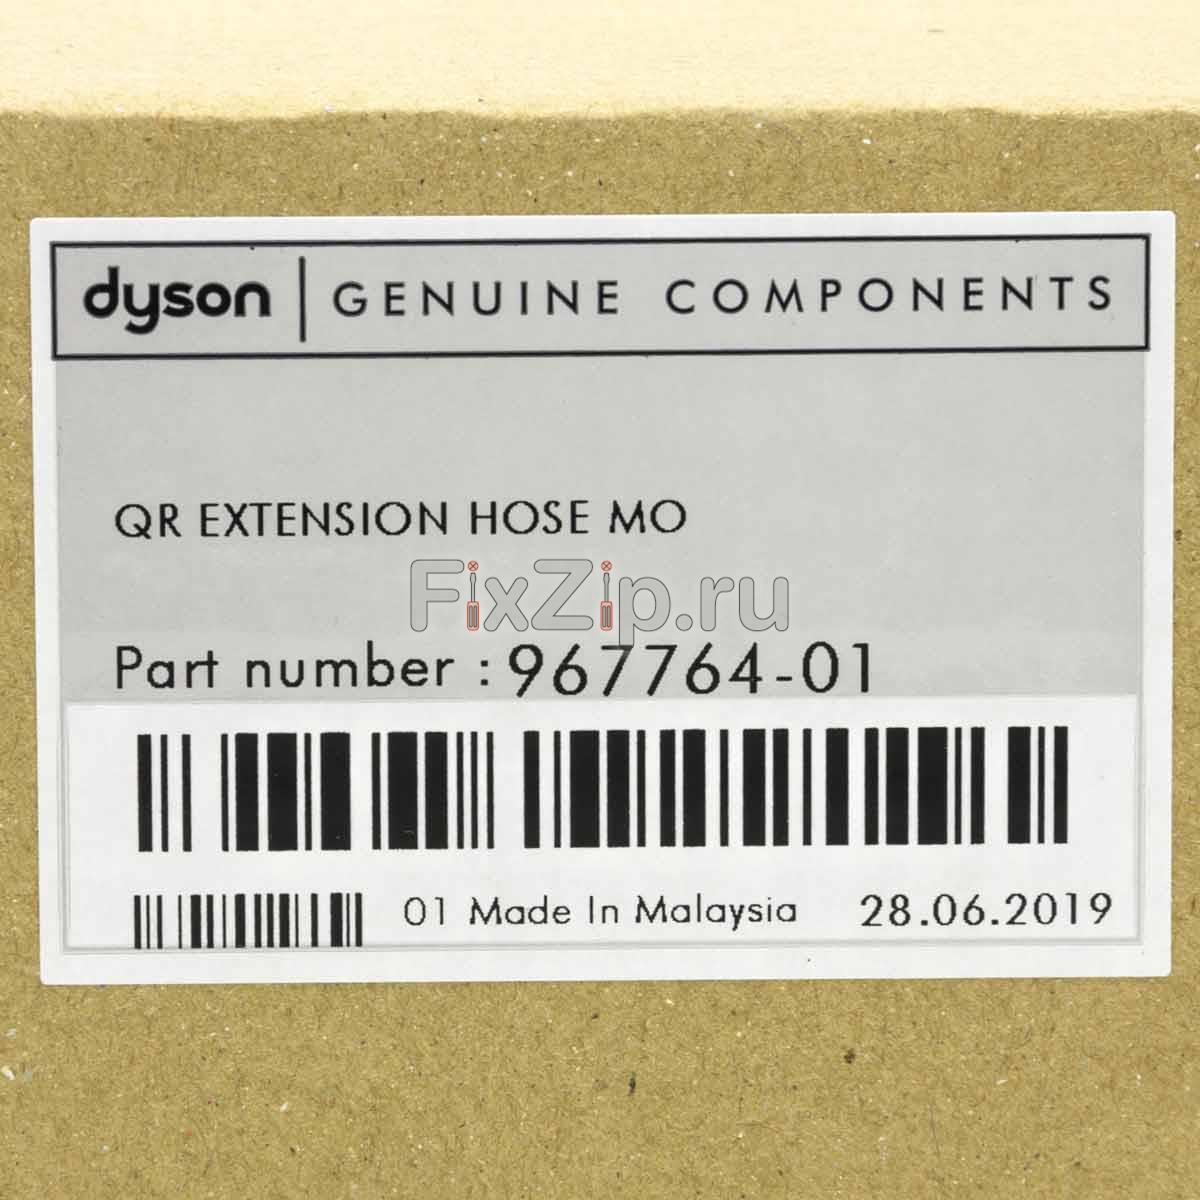 dyson GENUINE COMPONENTS
QR EXTENSION HOSE MO
FixZip.ru
Part number : 967764-01
01 Made In Malaysia 28.06.2019